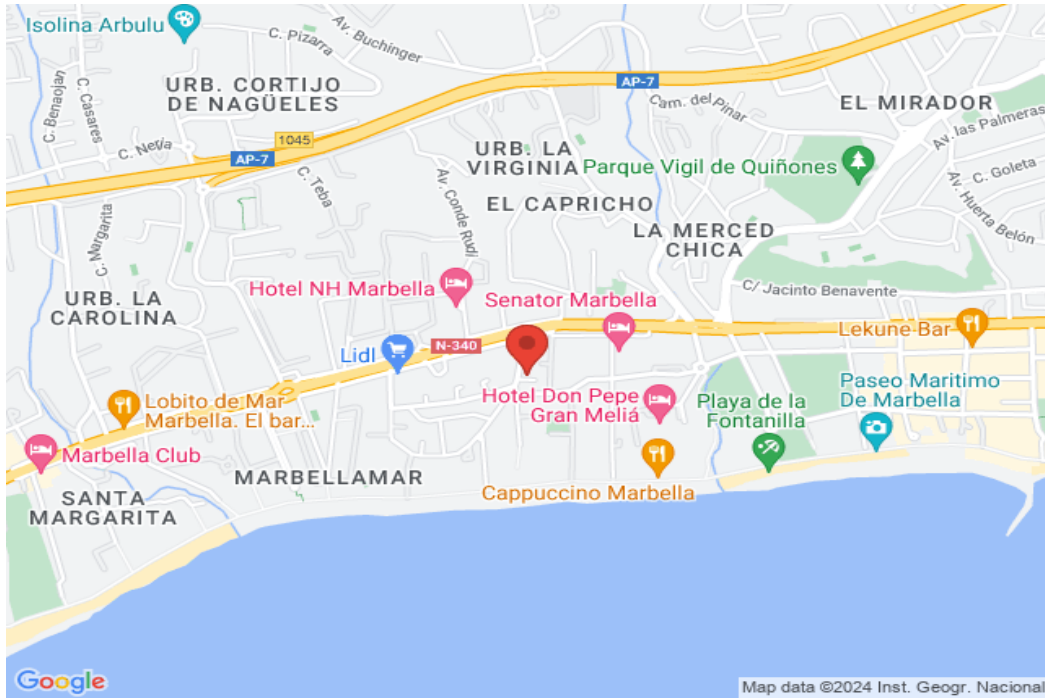 Isolina Arbulu
C. Pizarra
Av. Buchinger
C. Benaojan
C. Casares
URB. CORTIJO
DE NAGÜELES
AP-7
Cam. del Pinar
EL MIRADOR
Av. las Palmeras
1045
C. Nerja
AP-7
C. Teba
URB. LA
VIRGINIA
Parque Vigil de Quiñones
C. Goleta
Av. Huerta Belón
Av. Conde Rudi
EL CAPRICHO
LA MERCED
CHICA
C. Margarita
URB. LA
CAROLINA
Hotel NH Marbella
Senator Marbella
C/ Jacinto Benavente
Lekune Bar
N-340
Lidl
Hotel Don Pepe
Gran Meliá
Playa de la
Fontanilla
Paseo Maritimo
De Marbella
Lobito de Mar
Marbella. El bar...
Marbella Club
MARBELLAMAR
Cappuccino Marbella
SANTA
MARGARITA
Google
Map data ©2024 Inst. Geogr. Nacional